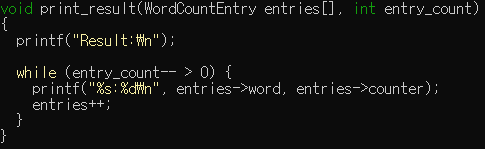 void print_result(WordCountEntry entries[], int entry_count)
{
  printf("Result:₩n");

  while (entry_count-- > 0) {
    printf("%s:%d₩n", entries->word, entries->counter);
    entries++;
  }
}